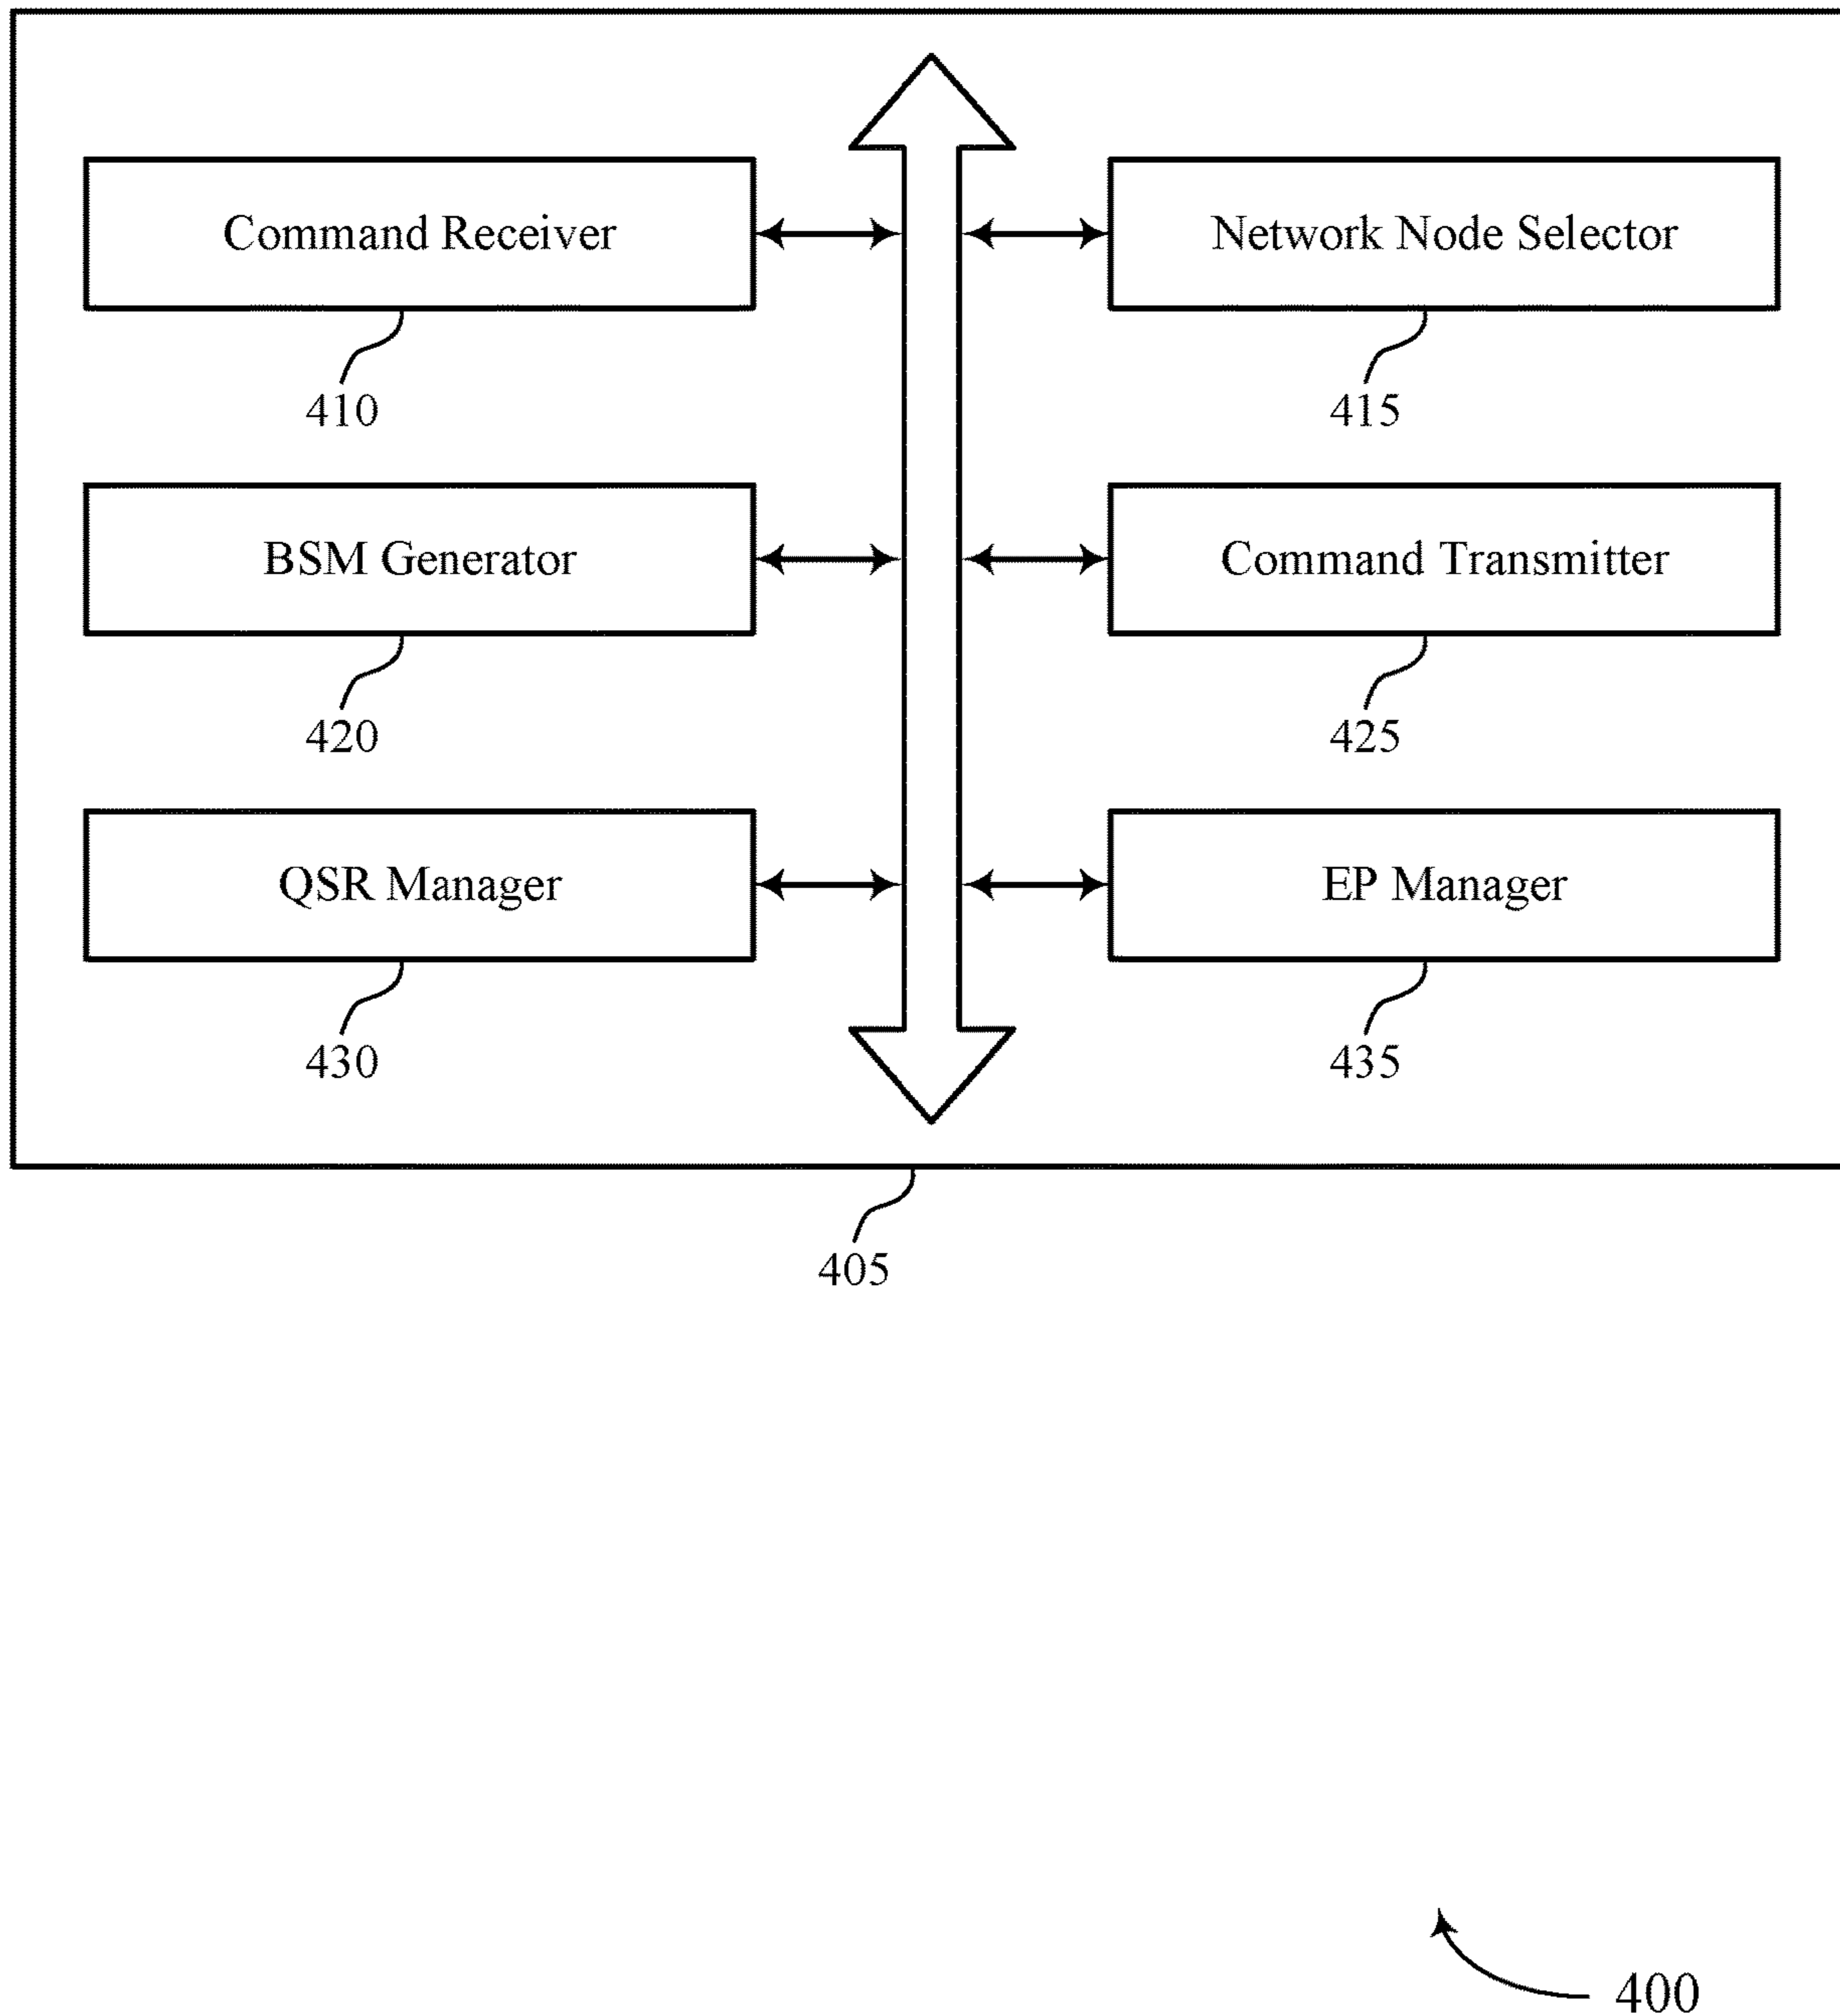 Command Receiver
410
Network Node Selector
415
BSM Generator
420
Command Transmitter
425
QSR Manager
430
EP Manager
435
405
400